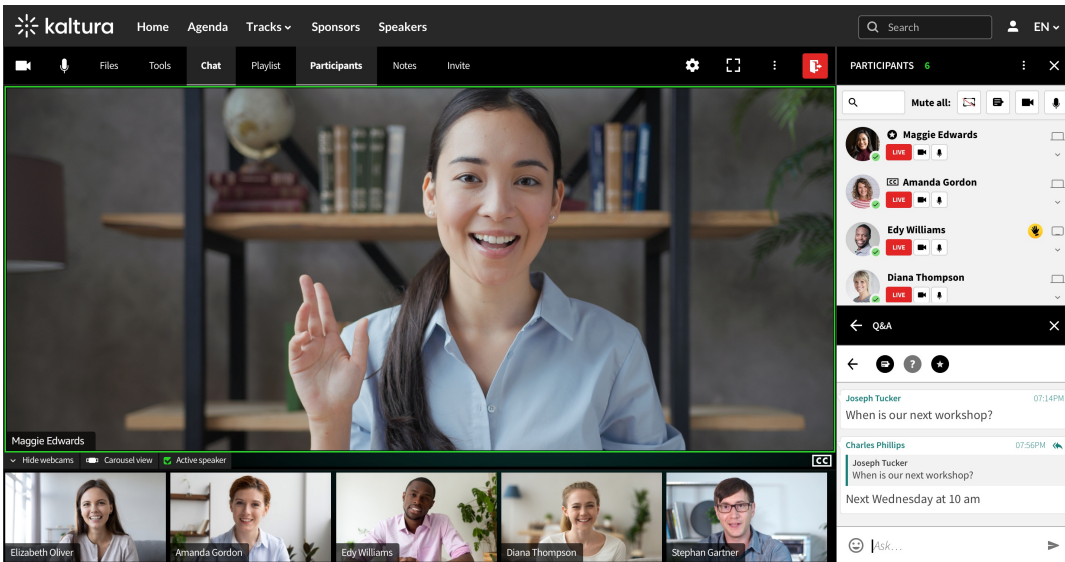 kaltura
Home
Agenda
Tracks
Sponsors
Speakers
Search
EN
Files
Tools
Chat
Playlist
Participants
Notes
Invite
PARTICIPANTS 6
Mute all:
Maggie Edwards
LIVE
CC Amanda Gordon
LIVE
Edy Williams
LIVE
Diana Thompson
LIVE
Maggie Edwards
Hide webcams
Carousel view
Active speaker
CC
Elizabeth Oliver
Amanda Gordon
Edy Williams
Diana Thompson
Stephan Gartner
Q&A
?
Joseph Tucker 07:14PM
When is our next workshop?
Charles Phillips 07:56PM
Joseph Tucker
When is our next workshop?
Next Wednesday at 10 am
Ask...